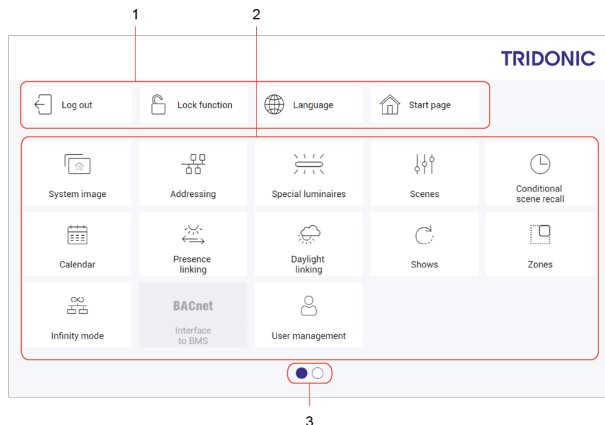 1 2
TRIDONIC
Log out Lock function Language Start page
System image Addressing Special luminaires Scenes Conditional
scene recall
Calendar Presence
linking Daylight
linking Shows Zones
Infinity mode BACnet
Interface
to BMS User management
3